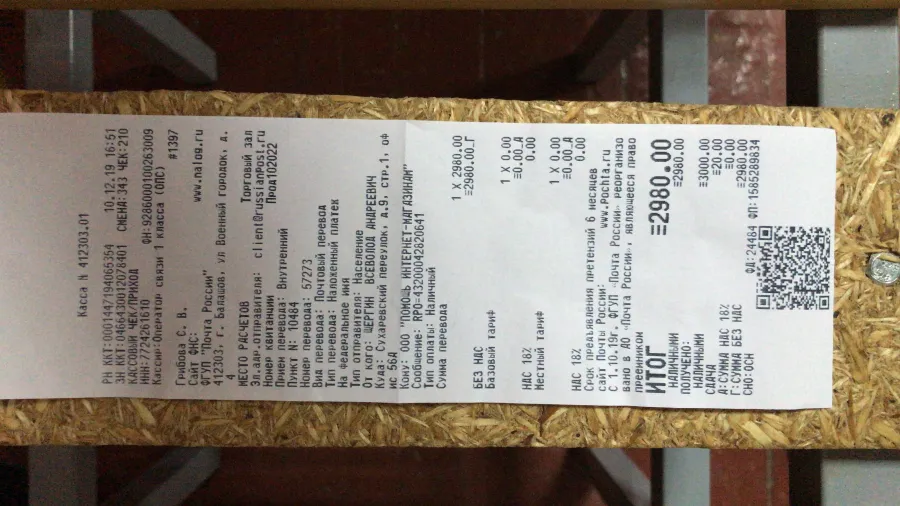 Касса N 412303.01
РН ККТ:0001447194065354 10.12.19 16:51
ЗН ККТ:0466430012078401 СМЕНА:343 ЧЕК:210
КАССОВЫЙ ЧЕК/ПРИХОД
ИНН:7724261610 ФН:9286000100263009
Кассир-Оператор связи 1 класса (ОПС)
#1397
Грибова С. В.
Сайт ФНС: www.nalog.ru
ФГУП "Почта России"
412303, г. Балашов, ул Военный городок, д.
4
МЕСТО РАСЧЕТОВ Торговый зал
Эл.адр.отправителя: client@russianPost.ru
Номер квитанции Прод102022
Прием перевода: Внутренний
Пункт N: 10484
Номер перевода: 57273
Вид перевода: Почтовый перевод
Тип перевода: Наложенный платеж
На федеральное имя
Тип отправителя: Население
От кого: ШЕРГИН ВСЕВОЛОД АНДРЕЕВИЧ
Куда: Сухаревский переулок, д.9, стр.1, оф
ис 56А
Кому: ООО "ПОМОЩЬ ИНТЕРНЕТ-МАГАЗИНАМ"
Сообщение: RPO=43200042820641
Тип оплаты: Наличный
Сумма перевода
1 X 2980.00
≡2980.00_Г
БЕЗ НДС
Базовый тариф
1 X 0.00
≡0.00_А
НДС 18% 0.00
Местный тариф
1 X 0.00
≡0.00_А
НДС 18% 0.00
Срок предъявления претензий 6 месяцев
сайт Почты России: www.Pochta.ru
С 1.10.19г. ФГУП «Почта России» реорганизо
вано в АО «Почта России», являющееся право
преемником
ИТОГ ≡2980.00
НАЛИЧНЫМИ ≡2980.00
ПОЛУЧЕНО:
НАЛИЧНЫМИ ≡3000.00
СДАЧА ≡20.00
А:СУММА НДС 18% ≡0.00
Г:СУММА БЕЗ НДС ≡2980.00
СНО:ОСН
ФД:24484 ФП:1585289834